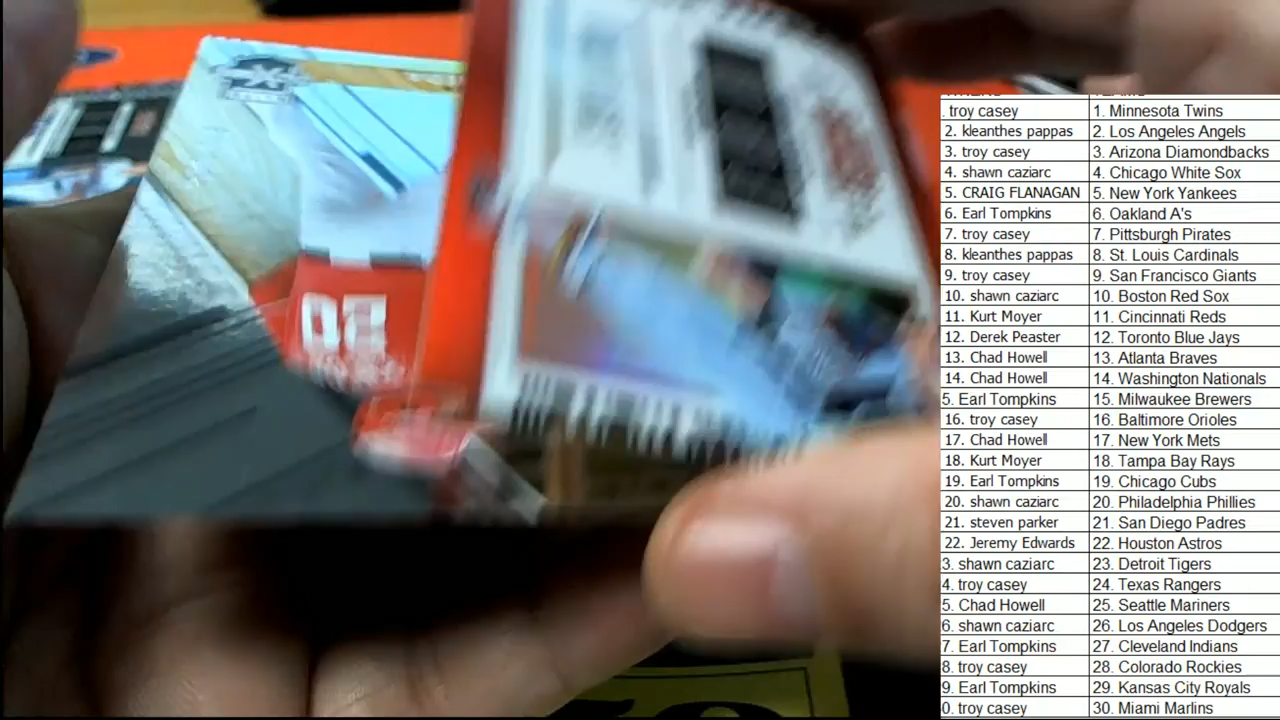 . troy casey 1. Minnesota Twins
2. kleanthes pappas 2. Los Angeles Angels
3. troy casey 3. Arizona Diamondbacks
4. shawn caziarc 4. Chicago White Sox
5. CRAIG FLANAGAN 5. New York Yankees
6. Earl Tompkins 6. Oakland A's
7. troy casey 7. Pittsburgh Pirates
8. kleanthes pappas 8. St. Louis Cardinals
9. troy casey 9. San Francisco Giants
10. shawn caziarc 10. Boston Red Sox
11. Kurt Moyer 11. Cincinnati Reds
12. Derek Peaster 12. Toronto Blue Jays
13. Chad Howell 13. Atlanta Braves
14. Chad Howell 14. Washington Nationals
5. Earl Tompkins 15. Milwaukee Brewers
16. troy casey 16. Baltimore Orioles
17. Chad Howell 17. New York Mets
18. Kurt Moyer 18. Tampa Bay Rays
19. Earl Tompkins 19. Chicago Cubs
20. shawn caziarc 20. Philadelphia Phillies
21. steven parker 21. San Diego Padres
22. Jeremy Edwards 22. Houston Astros
3. shawn caziarc 23. Detroit Tigers
4. troy casey 24. Texas Rangers
5. Chad Howell 25. Seattle Mariners
6. shawn caziarc 26. Los Angeles Dodgers
7. Earl Tompkins 27. Cleveland Indians
8. troy casey 28. Colorado Rockies
9. Earl Tompkins 29. Kansas City Royals
0. troy casey 30. Miami Marlins